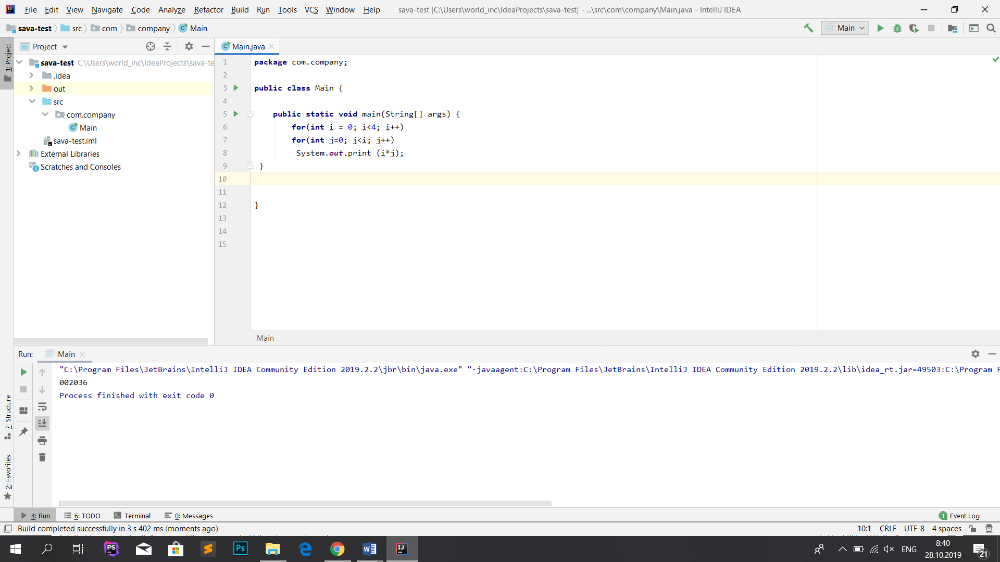 File Edit View Navigate Code Analyze Refactor Build Run Tools VCS Window Help sava-test [C:\Users\world_inc\IdeaProjects\sava-test] - ...\src\com\company\Main.java - IntelliJ IDEA
sava-test src com company Main Main
1: Project
Project Main.java
sava-test C:\Users\world_inc\IdeaProjects\sava-te
.idea
out
src
com.company
Main
sava-test.iml
External Libraries
Scratches and Consoles
1 package com.company;
2
3 public class Main {
4
5 public static void main(String[] args) {
6 for(int i = 0; i<4; i++)
7 for(int j=0; j<i; j++)
8 System.out.print (i*j);
9 }
10
11
12 }
13
14
15
Main
Run: Main
"C:\Program Files\JetBrains\IntelliJ IDEA Community Edition 2019.2.2\jbr\bin\java.exe" "-javaagent:C:\Program Files\JetBrains\IntelliJ IDEA Community Edition 2019.2.2\lib\idea_rt.jar=49503:C:\Program F
002036
Process finished with exit code 0
7: Structure
2: Favorites
4: Run 6: TODO Terminal 0: Messages 1 Event Log
Build completed successfully in 3 s 402 ms (moments ago) 10:1 CRLF UTF-8 4 spaces
PS Ps W IJ ENG 8:40
28.10.2019 21